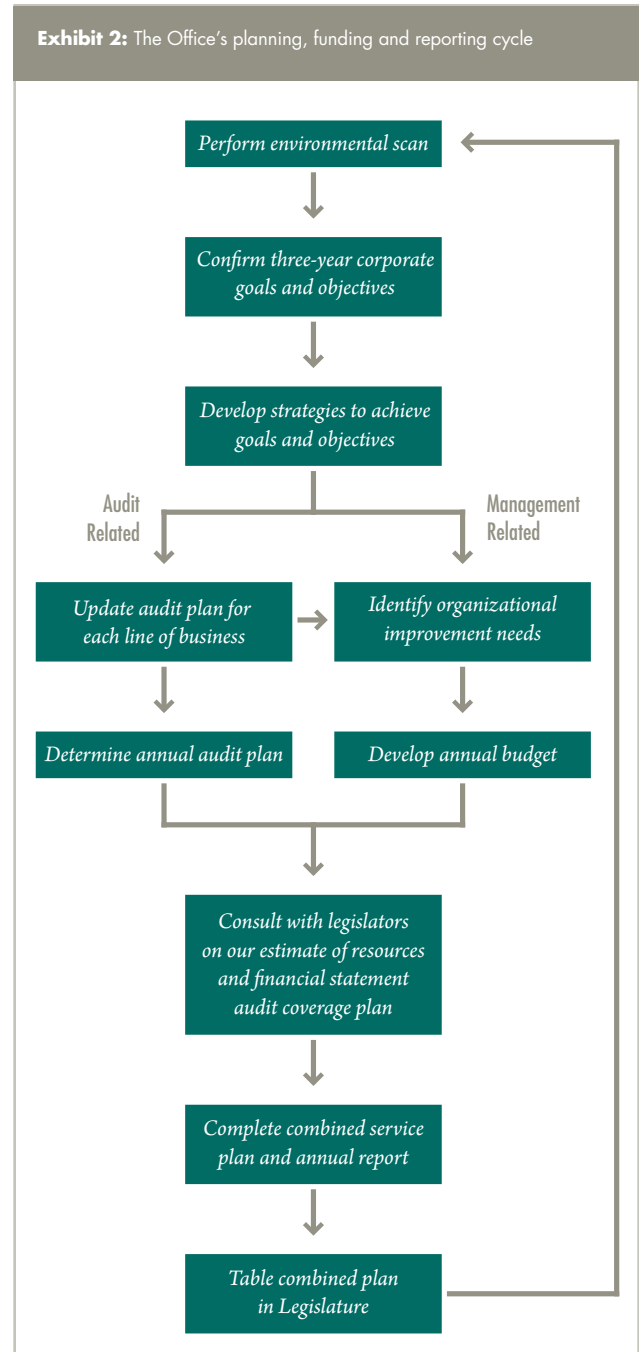 Exhibit 2: The Office's planning, funding and reporting cycle
Perform environmental scan
Confirm three-year corporate
goals and objectives
Develop strategies to achieve
goals and objectives
Audit
Related
Management
Related
Update audit plan for
each line of business
Identify organizational
improvement needs
Determine annual audit plan
Develop annual budget
Consult with legislators
on our estimate of resources
and financial statement
audit coverage plan
Complete combined service
plan and annual report
Table combined plan
in Legislature